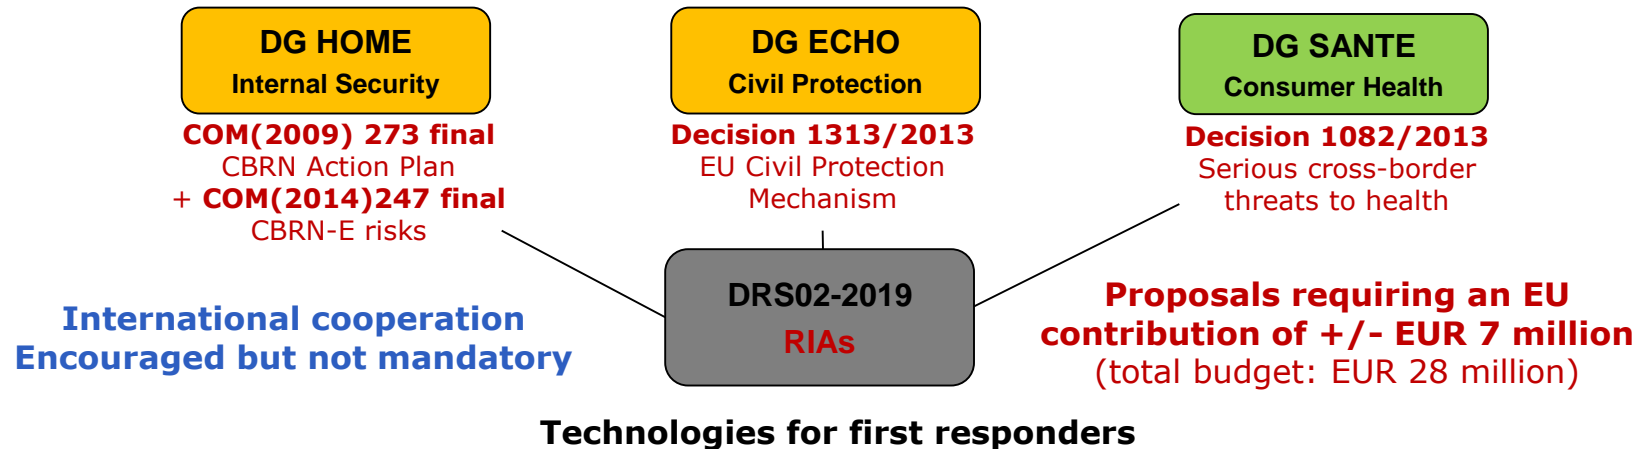 DG HOME
Internal Security
COM(2009) 273 final
CBRN Action Plan
+ COM(2014)247 final
CBRN-E risks
DG ECHO
Civil Protection
Decision 1313/2013
EU Civil Protection
Mechanism
DG SANTE
Consumer Health
Decision 1082/2013
Serious cross-border
threats to health
International cooperation
Encouraged but not mandatory
DRS02-2019
RIAs
Proposals requiring an EU
contribution of +/- EUR 7 million
(total budget: EUR 28 million)
Technologies for first responders